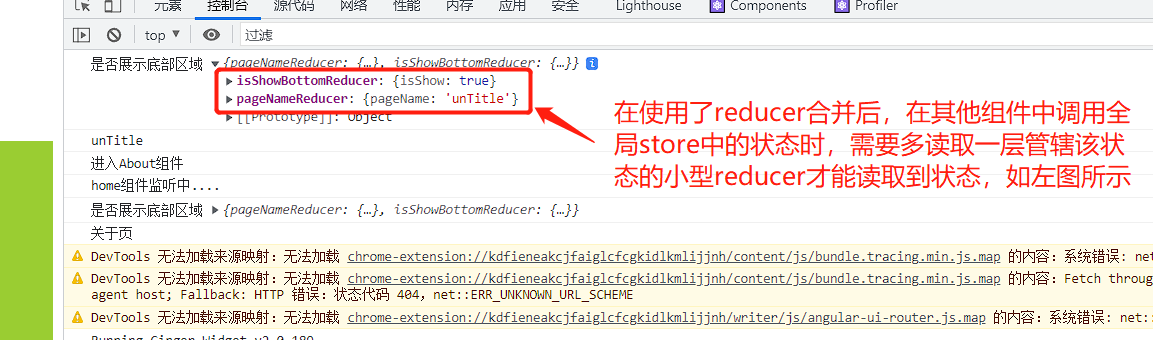 元素 控制台 源代码 网络 性能 内存 应用 安全 Lighthouse Components Profiler
top ▼ 过滤
是否展示底部区域 ▼{pageNameReducer: {…}, isShowBottomReducer: {…}} i
▶isShowBottomReducer: {isShow: true}
▶pageNameReducer: {pageName: 'unTitle'}
▶[[Prototype]]: Object
在使用了reducer合并后，在其他组件中调用全
局store中的状态时，需要多读取一层管辖该状
态的小型reducer才能读取到状态，如左图所示
unTitle
进入About组件
home组件监听中....
是否展示底部区域 ▶{pageNameReducer: {…}, isShowBottomReducer: {…}}
关于页
DevTools 无法加载来源映射：无法加载 chrome-extension://kdfieneakcjfaiglcfcgkidlkmlijjnh/content/js/bundle.tracing.min.js.map 的内容：系统错误: net
DevTools 无法加载来源映射：无法加载 chrome-extension://kdfieneakcjfaiglcfcgkidlkmlijjnh/content/js/bundle.tracing.min.js.map 的内容：Fetch throug
agent host; Fallback: HTTP 错误：状态代码 404，net::ERR_UNKNOWN_URL_SCHEME
DevTools 无法加载来源映射：无法加载 chrome-extension://kdfieneakcjfaiglcfcgkidlkmlijjnh/writer/js/angular-ui-router.js.map 的内容：系统错误: net::
Running Ginger Widget v2.0.180